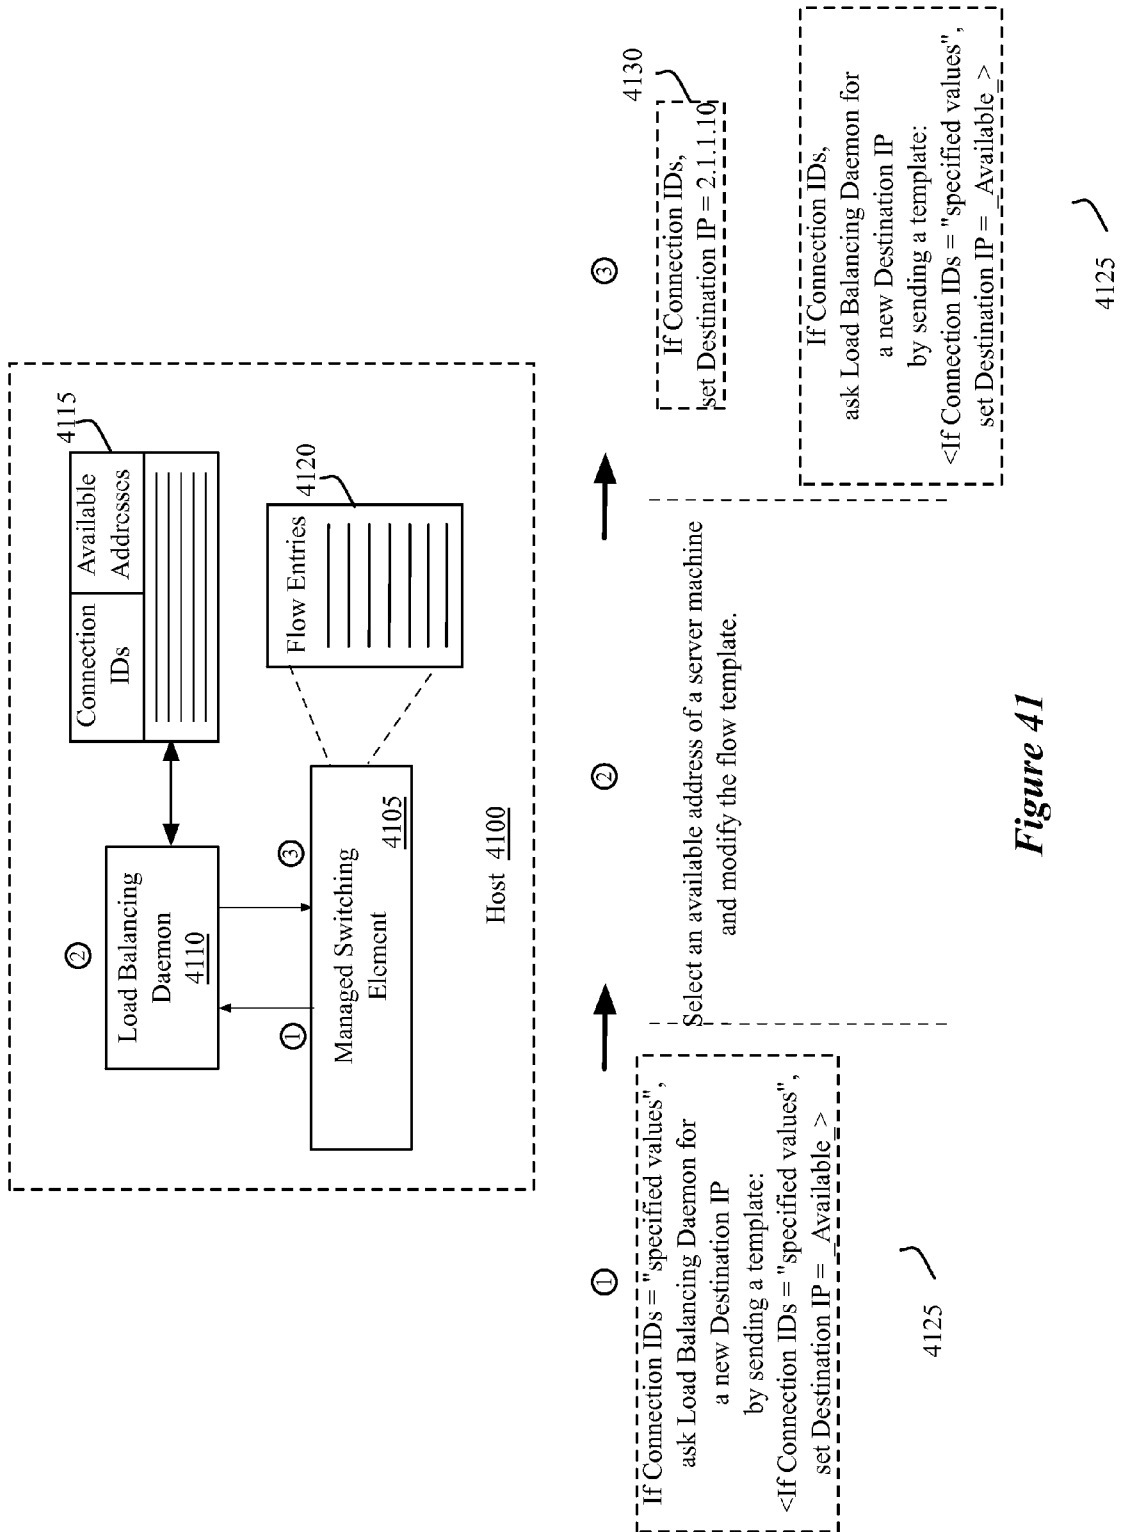 Connection
IDs
Available
Addresses
4115
Load Balancing
Daemon
4110
②
Flow Entries
4120
①
③
Managed Switching
Element
4105
Host 4100
①
If Connection IDs = "specified values",
ask Load Balancing Daemon for
a new Destination IP
by sending a template:
<If Connection IDs = "specified values",
set Destination IP = _Available_>
4125
②
Select an available address of a server machine
and modify the flow template.
③
If Connection IDs,
set Destination IP = 2.1.1.10
4130
If Connection IDs,
ask Load Balancing Daemon for
a new Destination IP
by sending a template:
<If Connection IDs = "specified values",
set Destination IP = _Available_>
4125
Figure 41